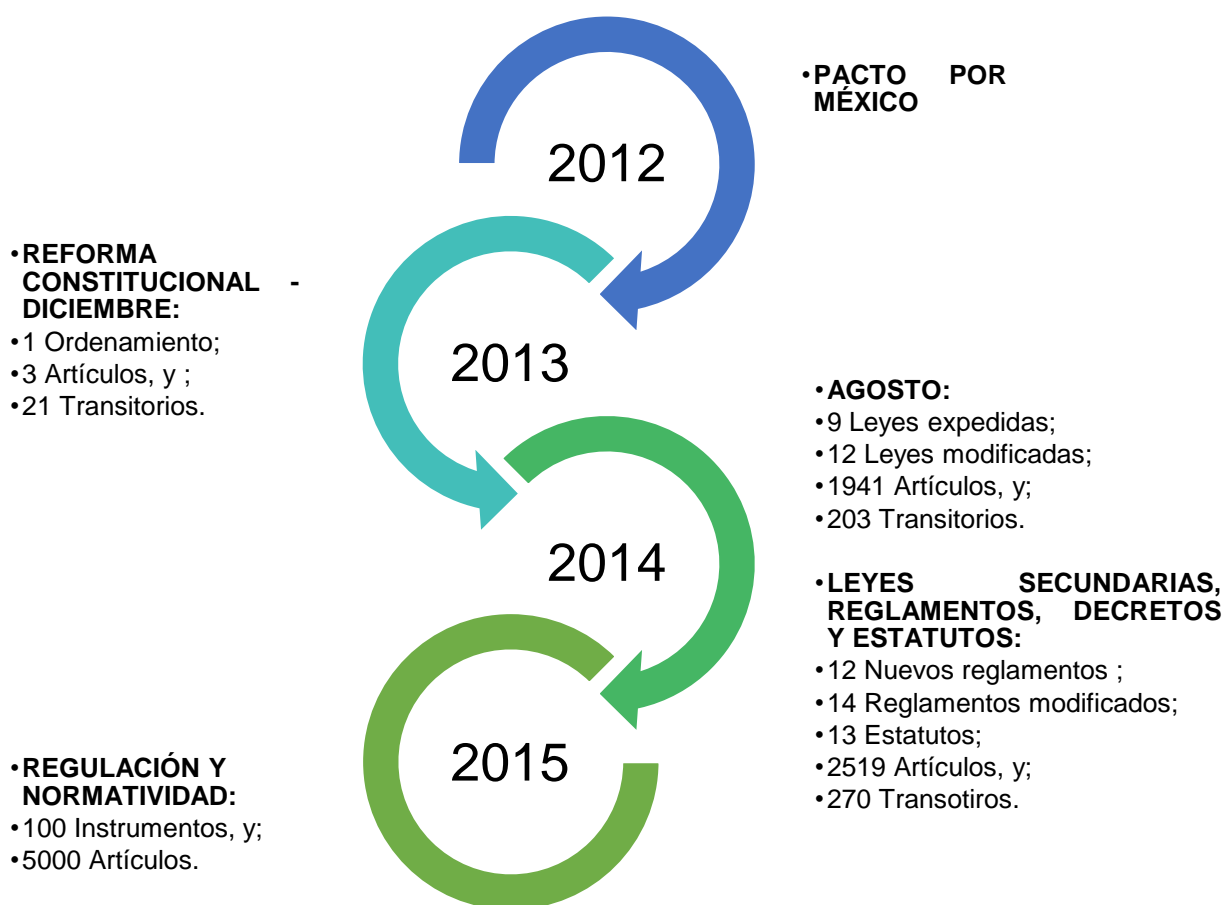 •PACTO POR
MÉXICO
2012
•REFORMA
CONSTITUCIONAL -
DICIEMBRE:
•1 Ordenamiento;
•3 Artículos, y ;
•21 Transitorios.
2013
•AGOSTO:
•9 Leyes expedidas;
•12 Leyes modificadas;
•1941 Artículos, y;
•203 Transitorios.
2014
•LEYES SECUNDARIAS,
REGLAMENTOS, DECRETOS
Y ESTATUTOS:
•12 Nuevos reglamentos ;
•14 Reglamentos modificados;
•13 Estatutos;
•2519 Artículos, y;
•270 Transotiros.
2015
•REGULACIÓN Y
NORMATIVIDAD:
•100 Instrumentos, y;
•5000 Artículos.